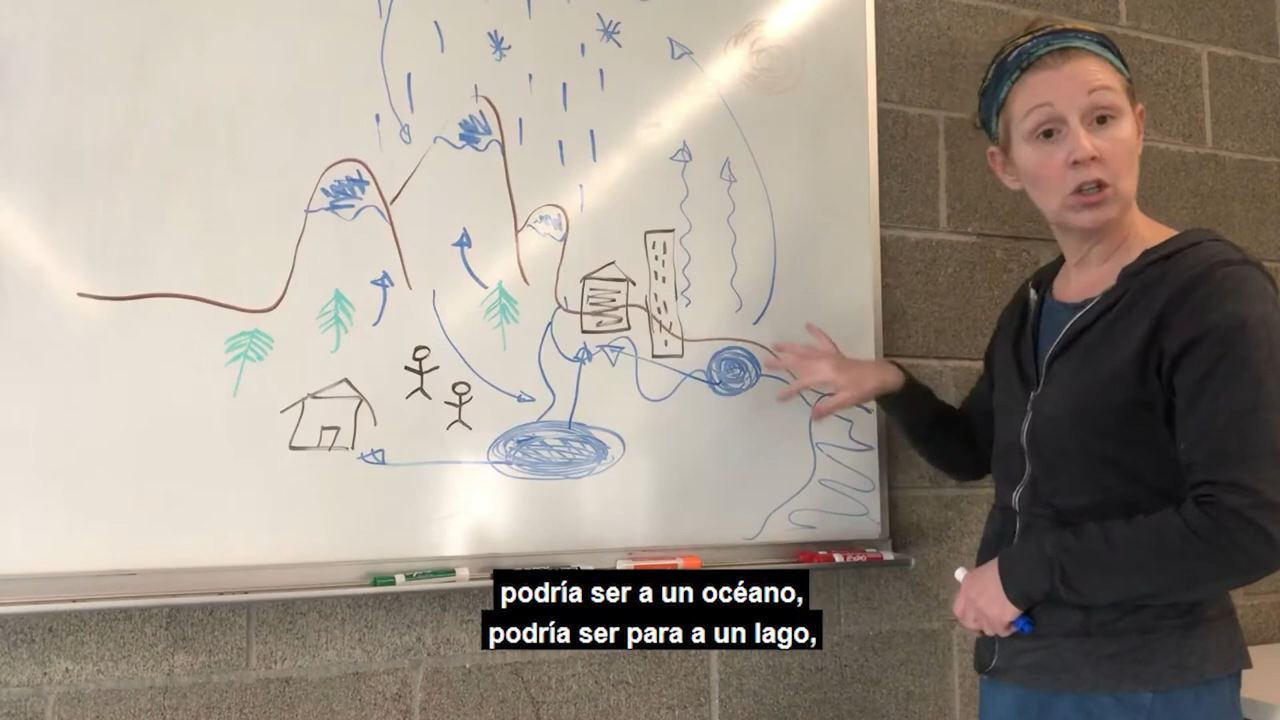 podría ser a un océano,
podría ser para a un lago,